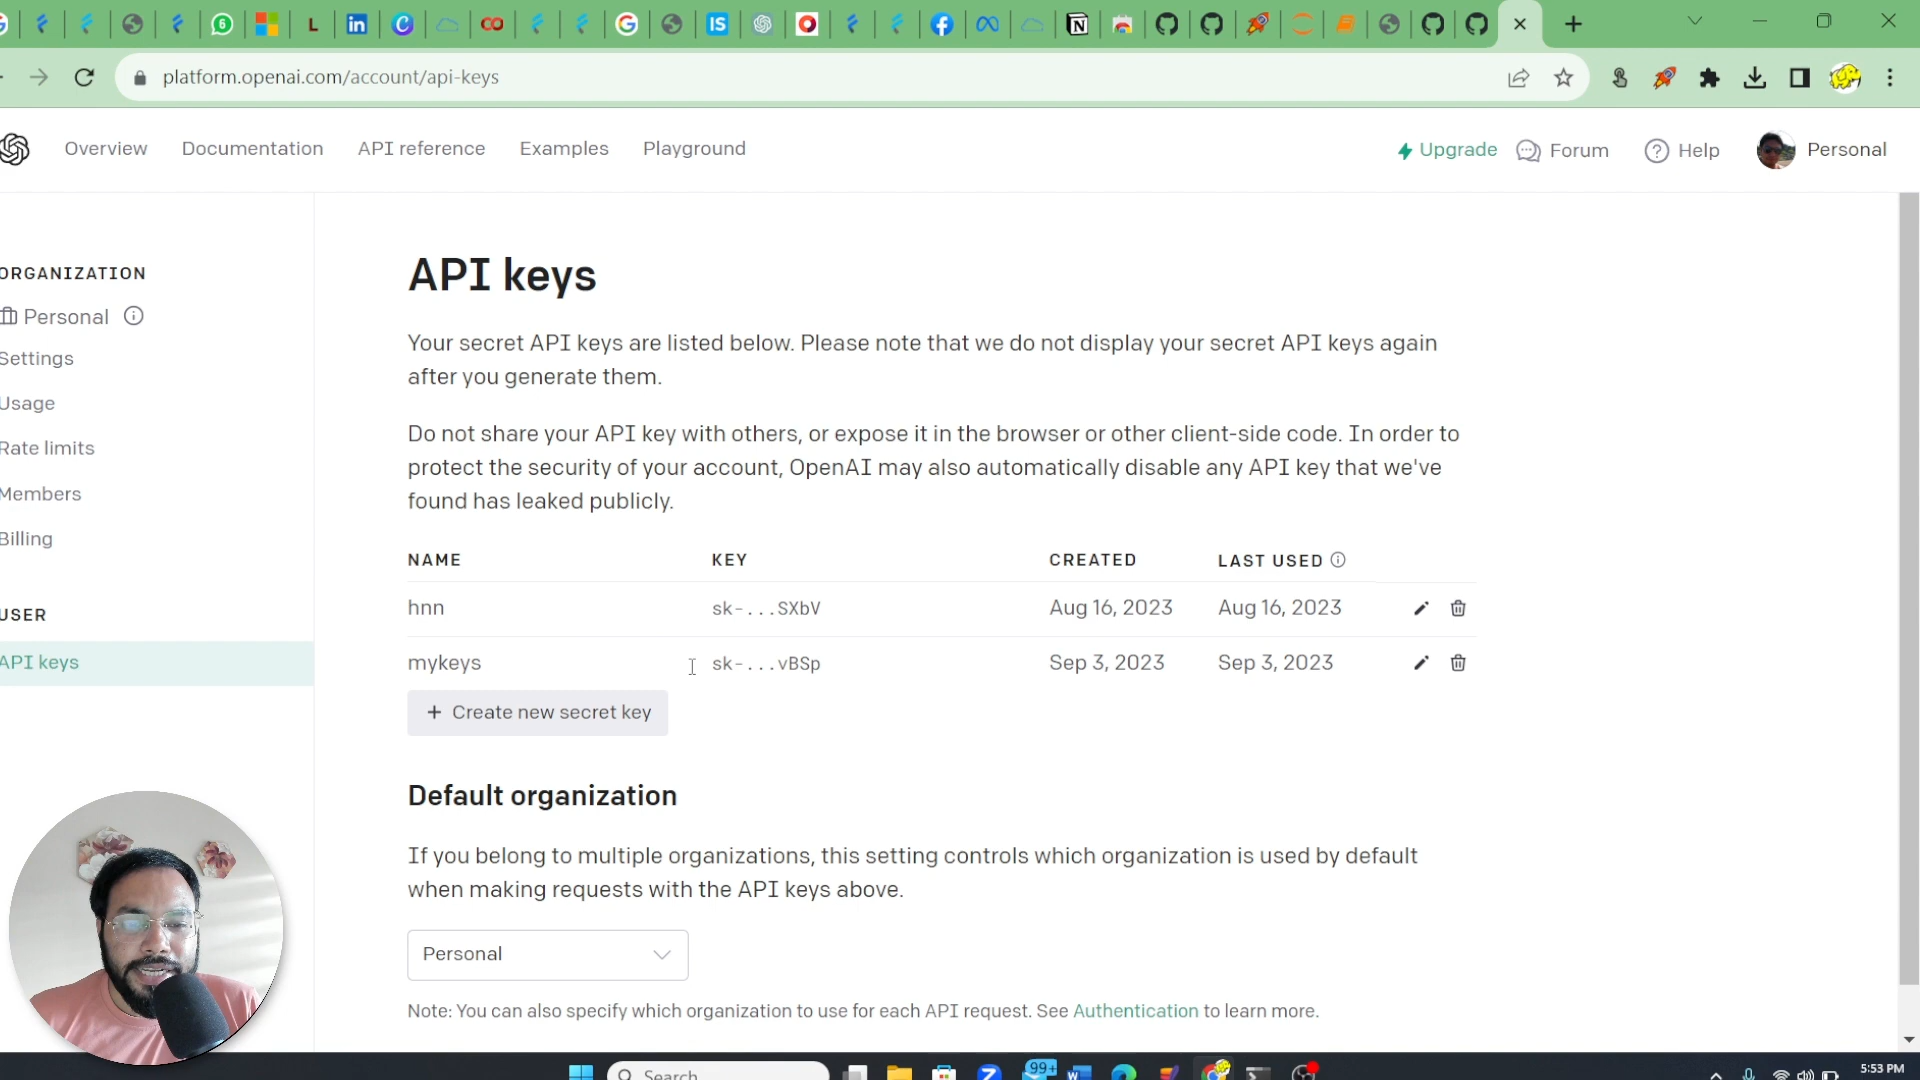 platform.openai.com/account/api-keys
Overview Documentation API reference Examples Playground Upgrade Forum Help Personal
ORGANIZATION
Personal
Settings
Usage
Rate limits
Members
Billing
USER
API keys
API keys
Your secret API keys are listed below. Please note that we do not display your secret API keys again
after you generate them.
Do not share your API key with others, or expose it in the browser or other client-side code. In order to
protect the security of your account, OpenAI may also automatically disable any API key that we've
found has leaked publicly.
NAME KEY CREATED LAST USED
hnn sk-...SXbV Aug 16, 2023 Aug 16, 2023
mykeys sk-...vBSp Sep 3, 2023 Sep 3, 2023
+ Create new secret key
Default organization
If you belong to multiple organizations, this setting controls which organization is used by default
when making requests with the API keys above.
Personal
Note: You can also specify which organization to use for each API request. See Authentication to learn more.
Search
99+
5:53 PM